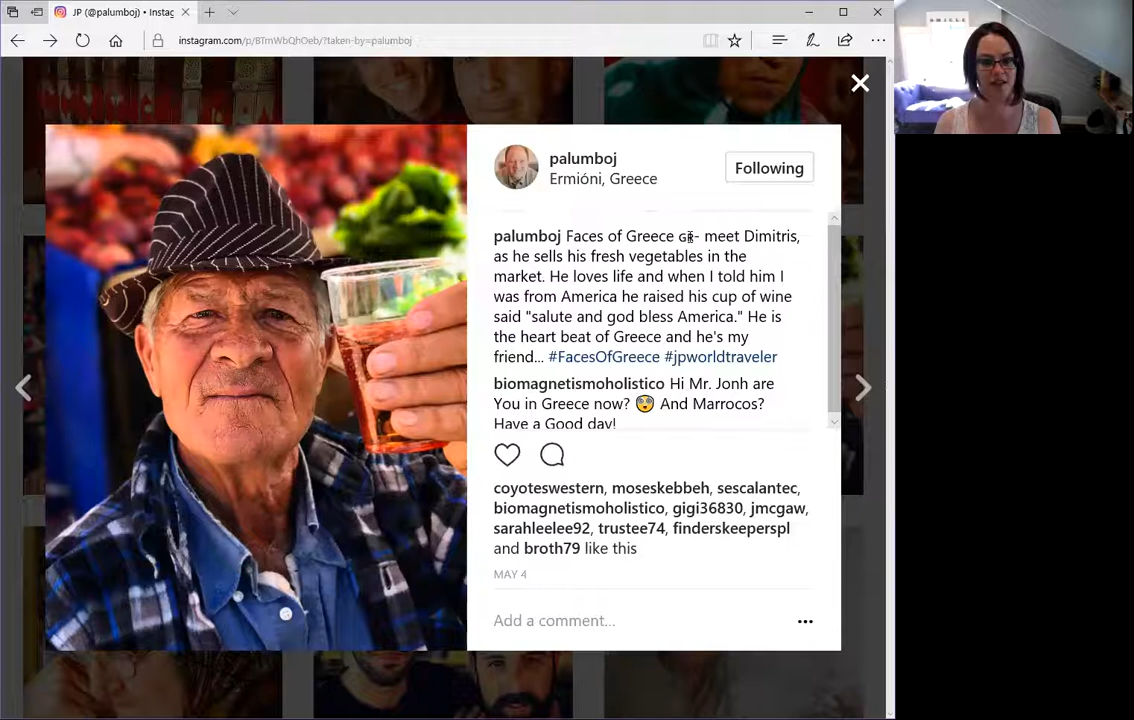 JP (@palumboj) • Instag
instagram.com/p/BTmWbQhOeb/?taken-by=palumboj
palumboj
Ermióni, Greece
Following
palumboj Faces of Greece - meet Dimitris,
as he sells his fresh vegetables in the
market. He loves life and when I told him I
was from America he raised his cup of wine
said "salute and god bless America." He is
the heart beat of Greece and he's my
friend... #FacesOfGreece #jpworldtraveler
biomagnetismoholistico Hi Mr. Jonh are
You in Greece now? 😨 And Marrocos?
Have a Good day!
coyoteswestern, moseskebbeh, sescalantec,
biomagnetismoholistico, gigi36830, jmcgaw,
sarahleelee92, trustee74, finderskeeperspl
and broth79 like this
MAY 4
Add a comment...